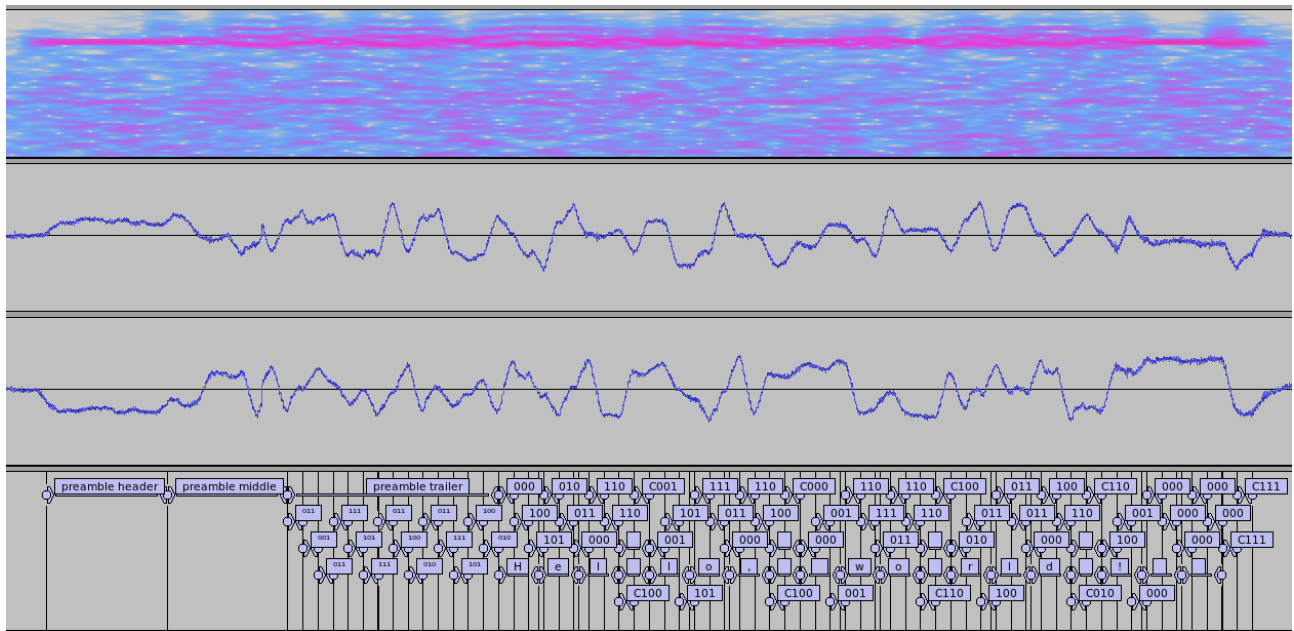 preamble header preamble middle preamble trailer 000 010 110 C001 111 110 C000 110 110 C100 011 100 C110 000 000 C111
011 111 011 011 100 100 011 110 101 011 100 001 111 110 011 011 110 001 000 000
001 101 100 111 010 101 000 001 000 000 011 010 000 100 000 C111
011 111 010 101 H e l l o , w o r l d !
C100 101 C100 001 C110 100 C010 000